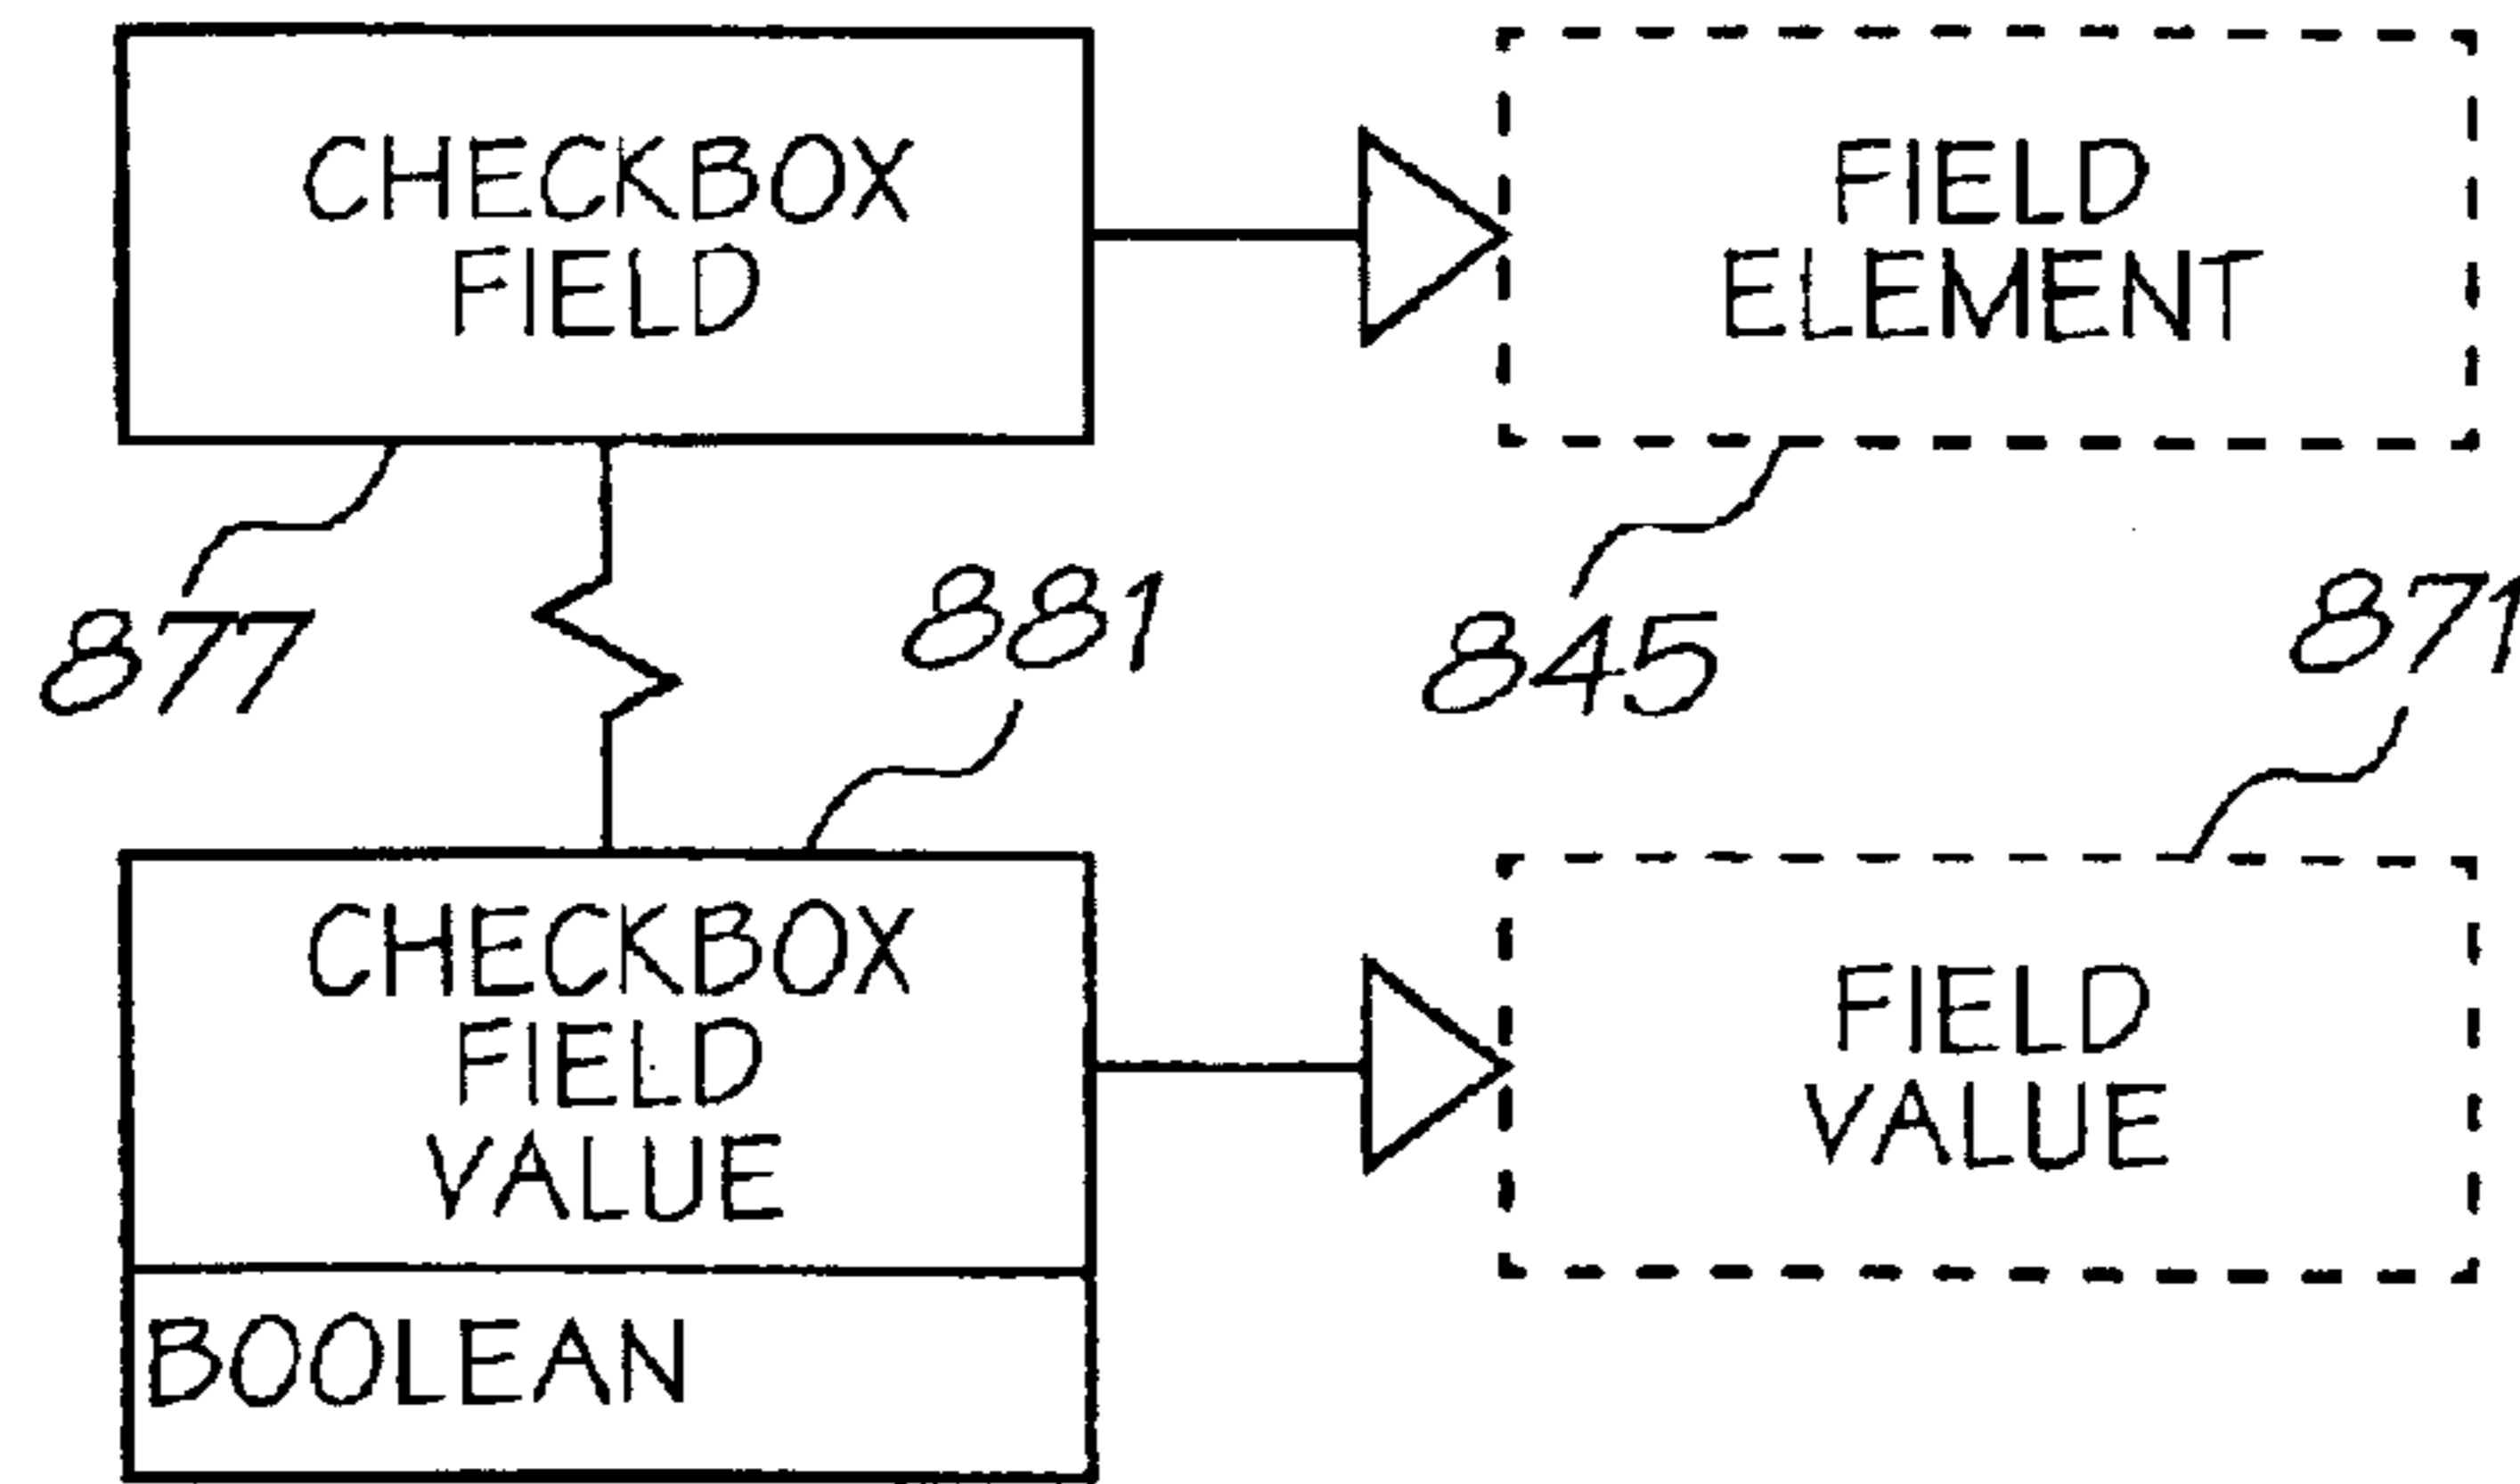 CHECKBOX
FIELD
FIELD
ELEMENT
877
881
845
871
CHECKBOX
FIELD
VALUE
FIELD
VALUE
BOOLEAN